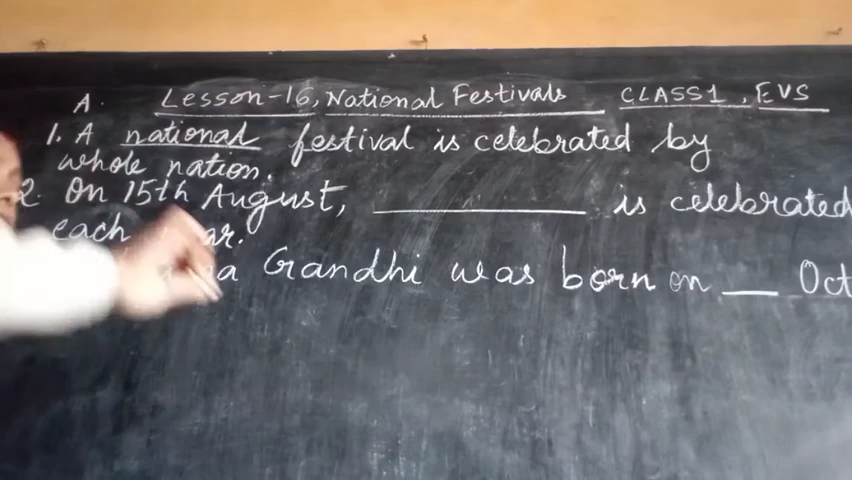 A. Lesson-16, National Festivals CLASS 1, EVS
1. A national festival is celebrated by
whole nation.
2. On 15th August, __________ is celebrated
each
Gandhi was born on ___ Oct